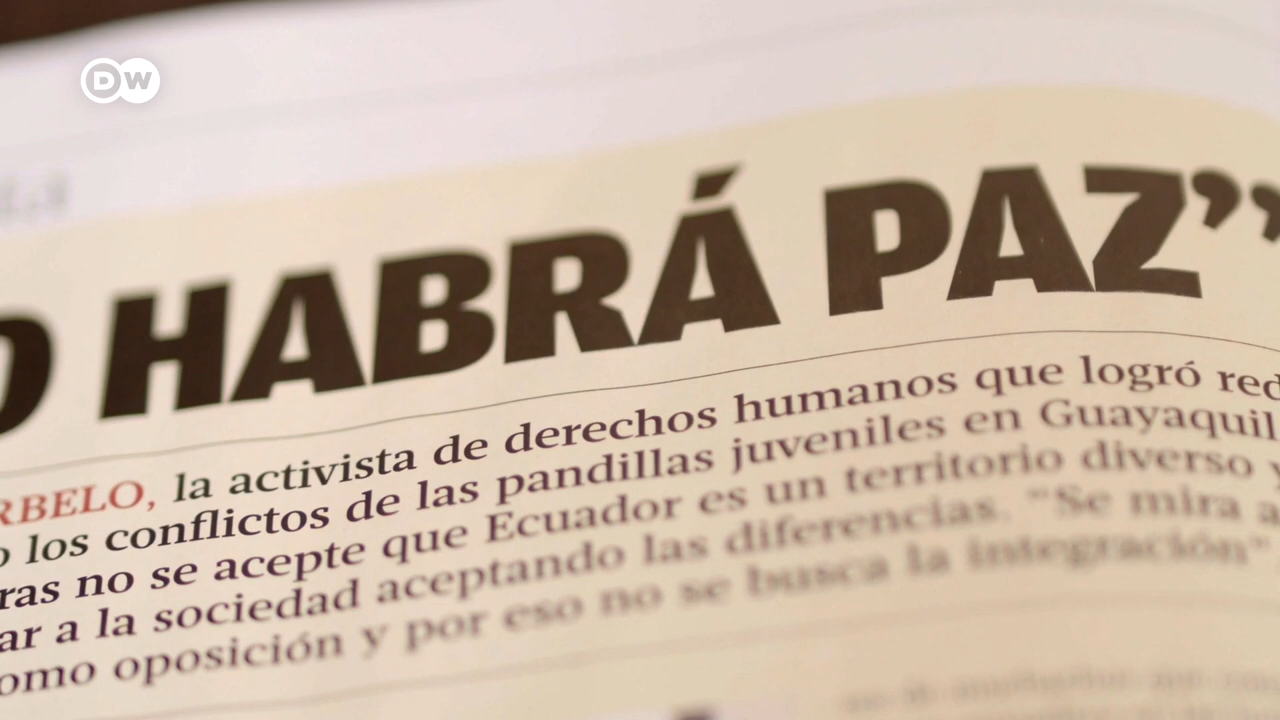 DW
O HABRÁ PAZ”
RBELO, la activista de derechos humanos que logró red
o los conflictos de las pandillas juveniles en Guayaquil
ras no se acepte que Ecuador es un territorio diverso y
ar a la sociedad aceptando las diferencias. "Se mira a
omo oposición y por eso no se busca la integración"